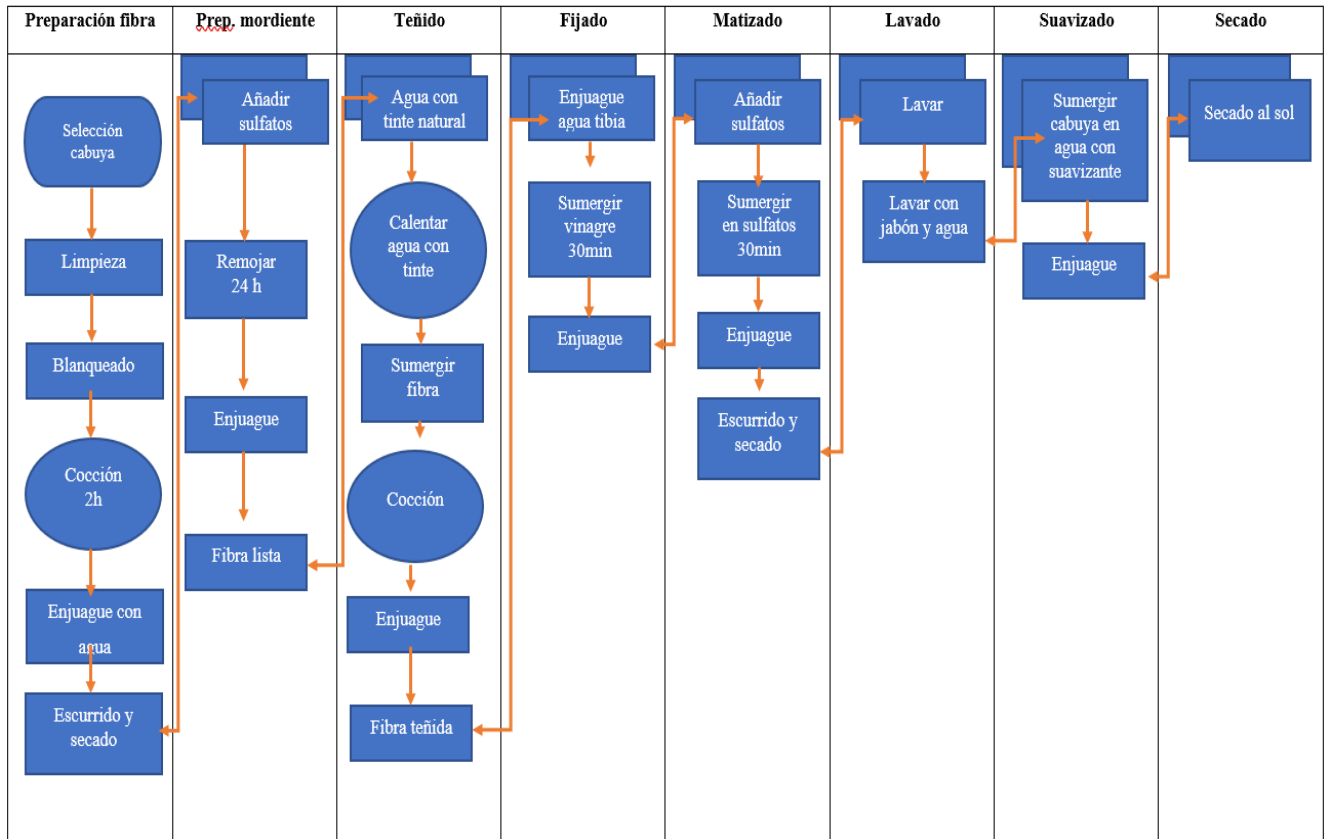 Preparación fibra
Prep. mordiente
Teñido
Fijado
Matizado
Lavado
Suavizado
Secado
Selección
cabuya
Limpieza
Blanqueado
Cocción
2h
Enjuague con
agua
Escurrido y
secado
Añadir
sulfatos
Remojar
24 h
Enjuague
Fibra lista
Agua con
tinte natural
Calentar
agua con
tinte
Sumergir
fibra
Cocción
Enjuague
Fibra teñida
Enjuague
agua tibia
Sumergir
vinagre
30min
Enjuague
Añadir
sulfatos
Sumergir
en sulfatos
30min
Enjuague
Escurrido y
secado
Lavar
Lavar con
jabón y agua
Sumergir
cabuya en
agua con
suavizante
Enjuague
Secado al sol